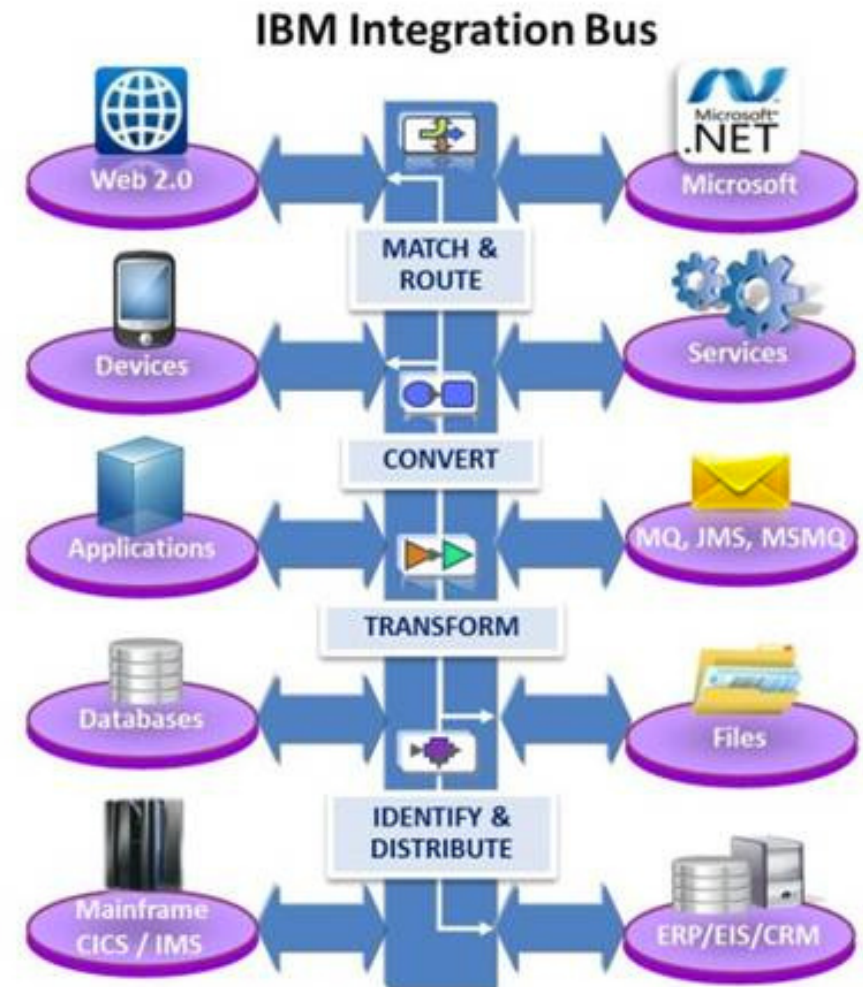 IBM Integration Bus
Web 2.0
Microsoft
.NET
Microsoft
MATCH &
ROUTE
Devices
Services
CONVERT
Applications
MQ, JMS, MSMQ
TRANSFORM
Databases
Files
IDENTIFY &
DISTRIBUTE
Mainframe
CICS / IMS
ERP/EIS/CRM